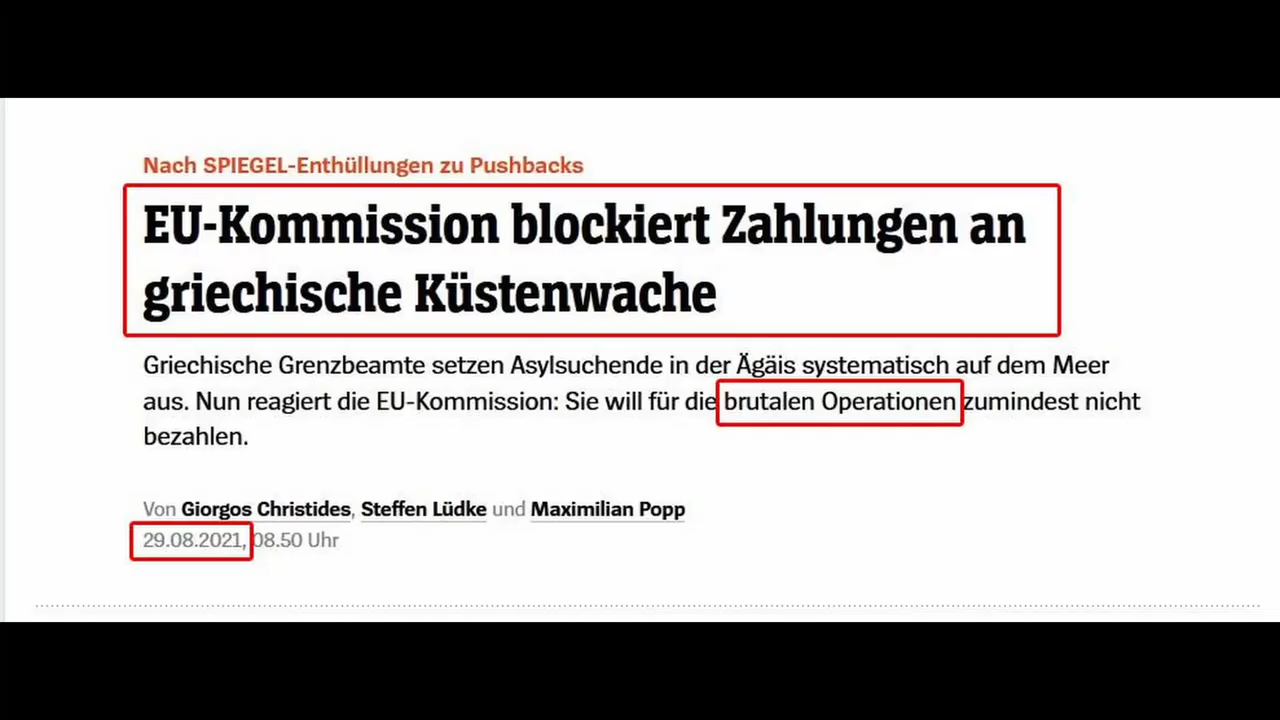 Nach SPIEGEL-Enthüllungen zu Pushbacks
EU-Kommission blockiert Zahlungen an
griechische Küstenwache
Griechische Grenzbeamte setzen Asylsuchende in der Ägäis systematisch auf dem Meer
aus. Nun reagiert die EU-Kommission: Sie will für die brutalen Operationen zumindest nicht
bezahlen.
Von Giorgos Christides, Steffen Lüdke und Maximilian Popp
29.08.2021, 08.50 Uhr